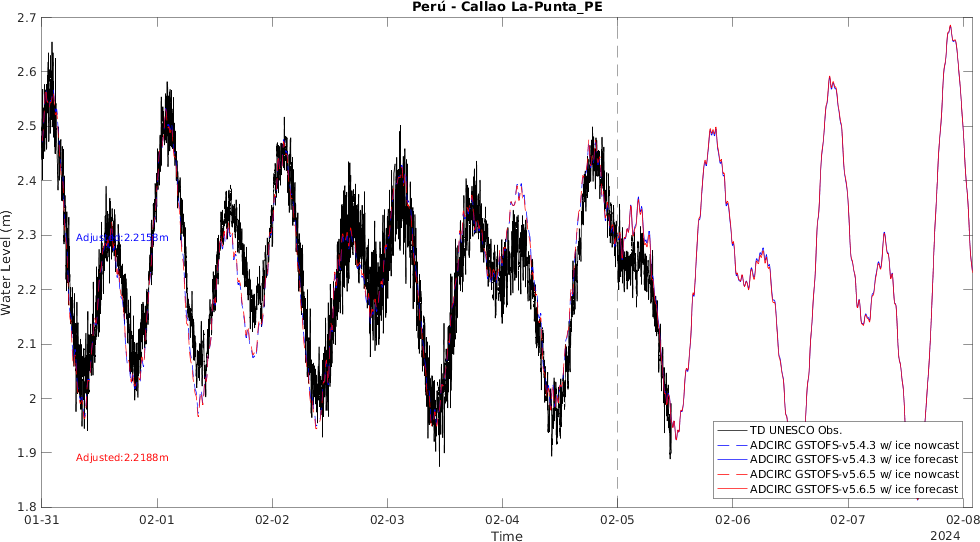 Perú - Callao La-Punta_PE
2.7
2.6
2.5
2.4
2.3
2.2
2.1
2
1.9
1.8
Water Level (m)
Adjusted:2.2153m
Adjusted:2.2188m
TD UNESCO Obs.
ADCIRC GSTOFS-v5.4.3 w/ ice nowcast
ADCIRC GSTOFS-v5.4.3 w/ ice forecast
ADCIRC GSTOFS-v5.6.5 w/ ice nowcast
ADCIRC GSTOFS-v5.6.5 w/ ice forecast
01-31 02-01 02-02 02-03 02-04 02-05 02-06 02-07 02-08
Time
2024